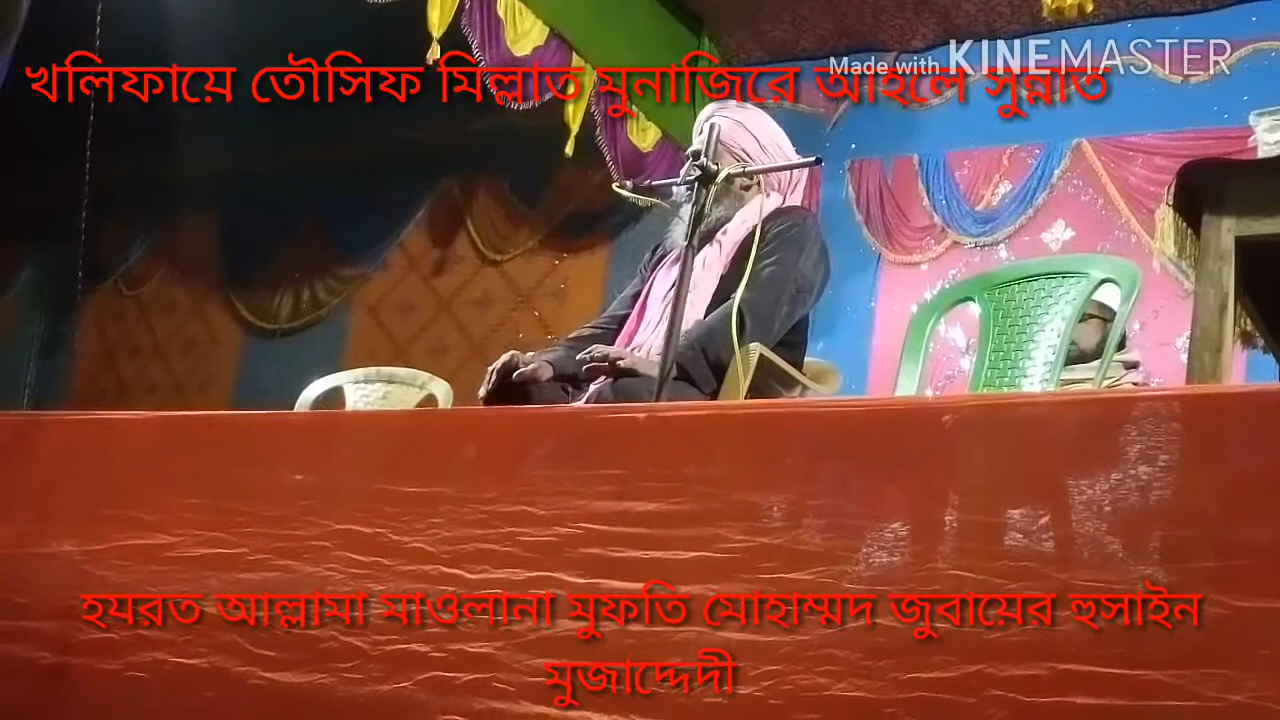 খলিফায়ে তৌসিফ মিল্লাত মুনাজিরে আহলে সুন্নাত
Made with KINEMASTER
হযরত আল্লামা মাওলানা মুফতি মোহাম্মদ জুবায়ের হুসাইন
মুজাদ্দেদী